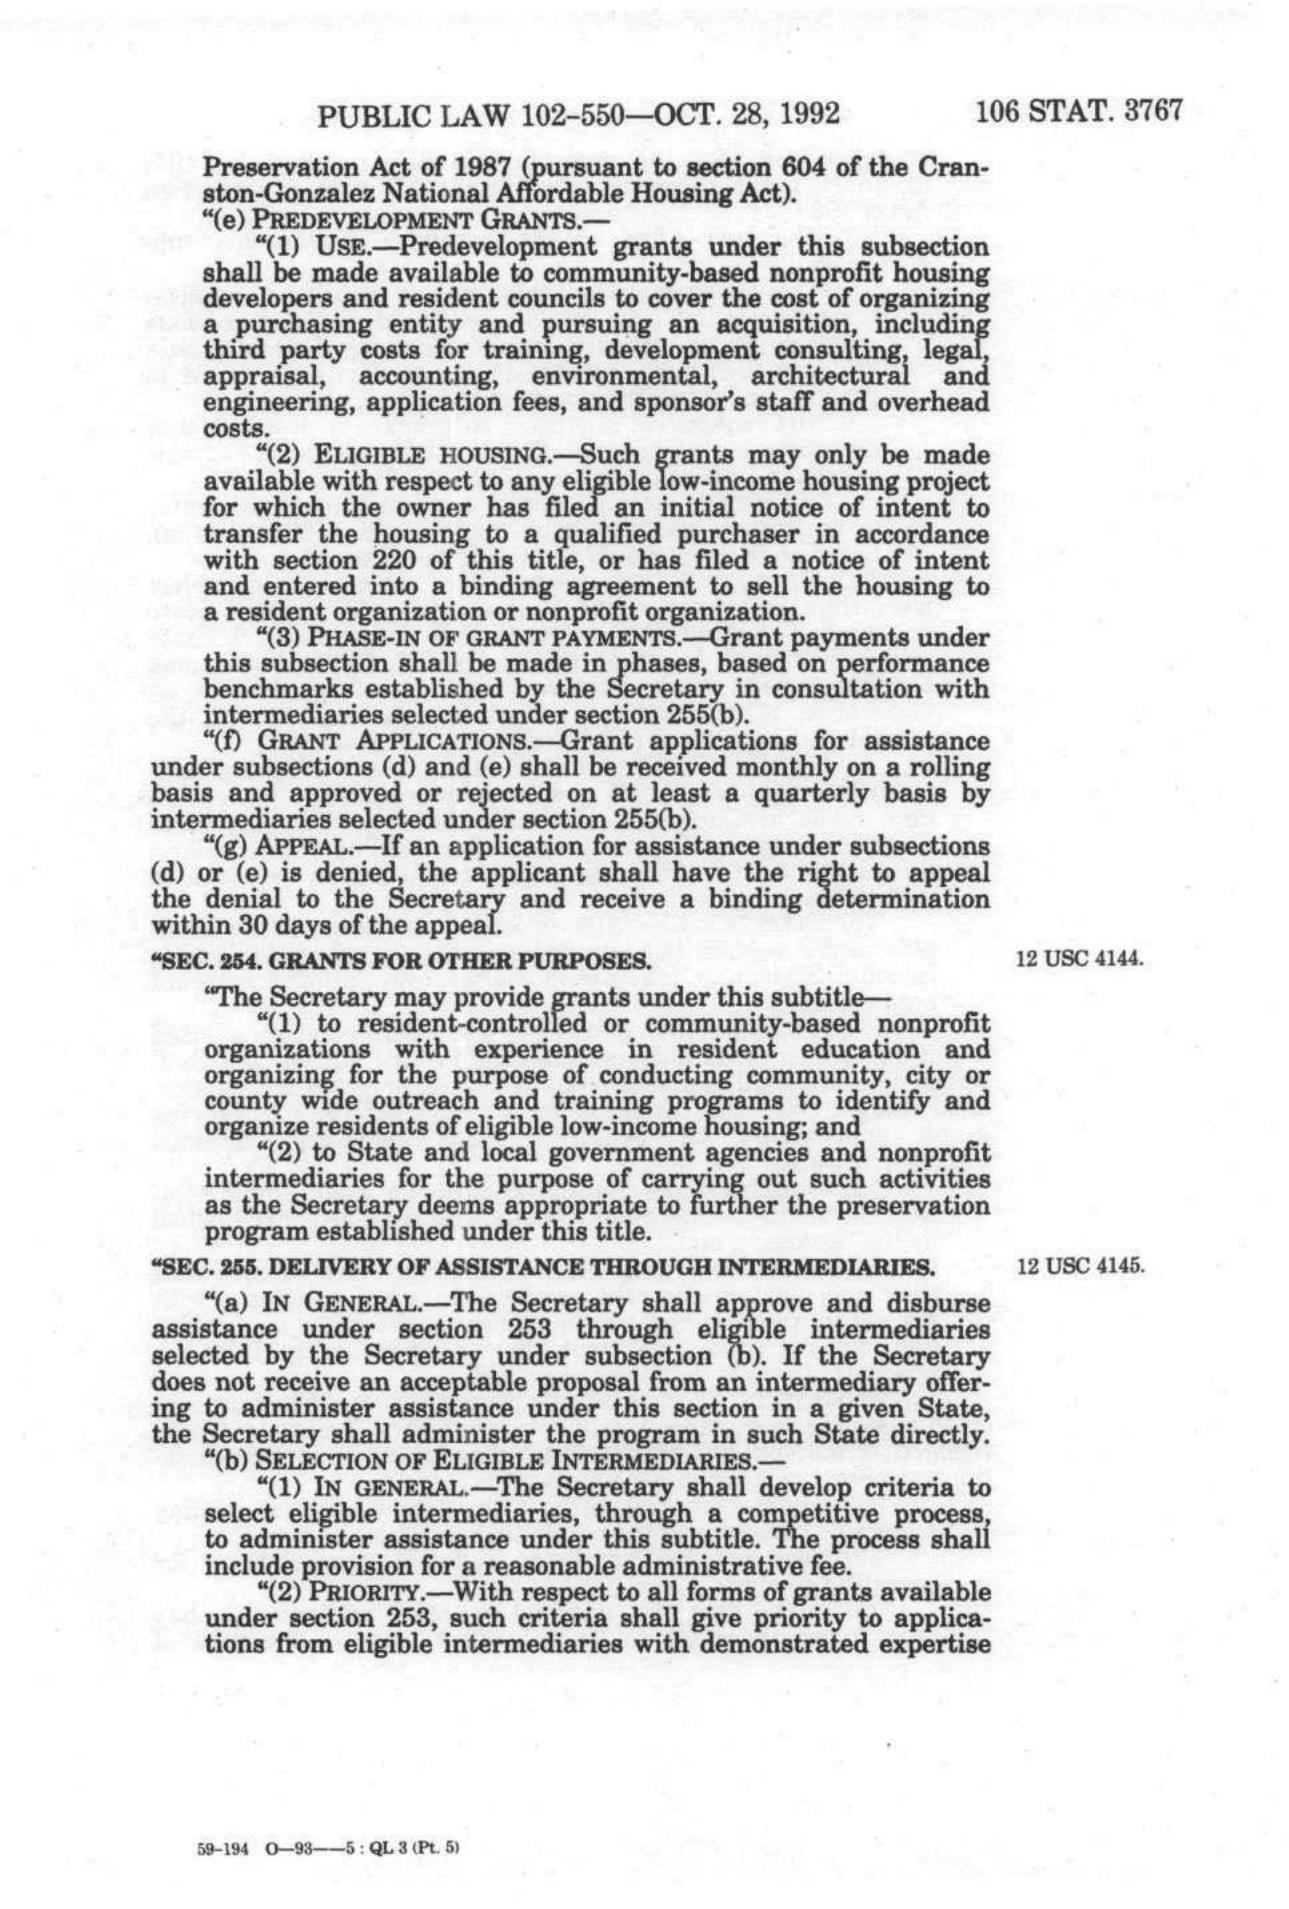 PUBLIC LAW 102–550—OCT. 28, 1992 106 STAT. 3767
Preservation Act of 1987 (pursuant to section 604 of the Cran-
ston-Gonzalez National Affordable Housing Act).
“(e) PREDEVELOPMENT GRANTS.—
“(1) USE.—Predevelopment grants under this subsection
shall be made available to community-based nonprofit housing
developers and resident councils to cover the cost of organizing
a purchasing entity and pursuing an acquisition, including
third party costs for training, development consulting, legal,
appraisal, accounting, environmental, architectural and
engineering, application fees, and sponsor's staff and overhead
costs.
“(2) ELIGIBLE HOUSING.—Such grants may only be made
available with respect to any eligible low-income housing project
for which the owner has filed an initial notice of intent to
transfer the housing to a qualified purchaser in accordance
with section 220 of this title, or has filed a notice of intent
and entered into a binding agreement to sell the housing to
a resident organization or nonprofit organization.
“(3) PHASE-IN OF GRANT PAYMENTS.—Grant payments under
this subsection shall be made in phases, based on performance
benchmarks established by the Secretary in consultation with
intermediaries selected under section 255(b).
“(f) GRANT APPLICATIONS.—Grant applications for assistance
under subsections (d) and (e) shall be received monthly on a rolling
basis and approved or rejected on at least a quarterly basis by
intermediaries selected under section 255(b).
“(g) APPEAL.—If an application for assistance under subsections
(d) or (e) is denied, the applicant shall have the right to appeal
the denial to the Secretary and receive a binding determination
within 30 days of the appeal.
“SEC. 254. GRANTS FOR OTHER PURPOSES. 12 USC 4144.
“The Secretary may provide grants under this subtitle—
“(1) to resident-controlled or community-based nonprofit
organizations with experience in resident education and
organizing for the purpose of conducting community, city or
county wide outreach and training programs to identify and
organize residents of eligible low-income housing; and
“(2) to State and local government agencies and nonprofit
intermediaries for the purpose of carrying out such activities
as the Secretary deems appropriate to further the preservation
program established under this title.
“SEC. 255. DELIVERY OF ASSISTANCE THROUGH INTERMEDIARIES. 12 USC 4145.
“(a) IN GENERAL.—The Secretary shall approve and disburse
assistance under section 253 through eligible intermediaries
selected by the Secretary under subsection (b). If the Secretary
does not receive an acceptable proposal from an intermediary offer-
ing to administer assistance under this section in a given State,
the Secretary shall administer the program in such State directly.
“(b) SELECTION OF ELIGIBLE INTERMEDIARIES.—
“(1) IN GENERAL.—The Secretary shall develop criteria to
select eligible intermediaries, through a competitive process,
to administer assistance under this subtitle. The process shall
include provision for a reasonable administrative fee.
“(2) PRIORITY.—With respect to all forms of grants available
under section 253, such criteria shall give priority to applica-
tions from eligible intermediaries with demonstrated expertise
59–194 O—93——5 : QL 3 (Pt. 5)